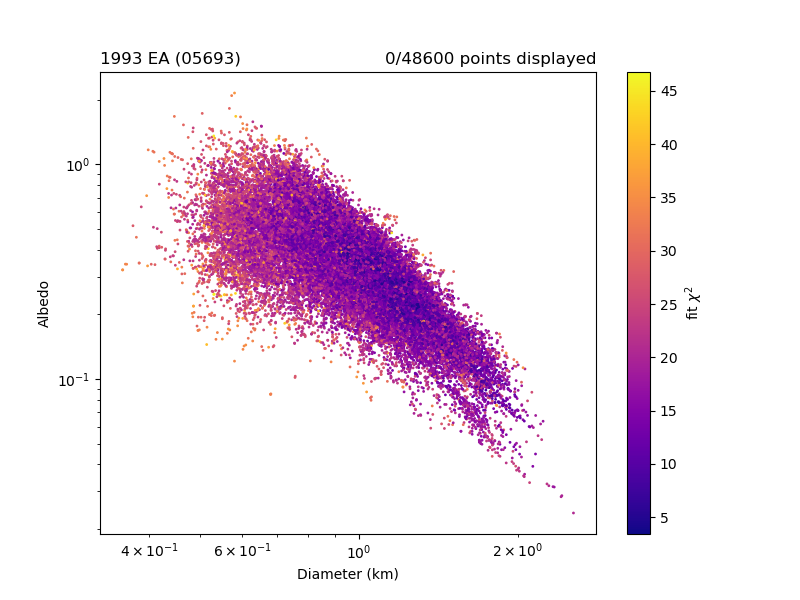 1993 EA (05693) 0/48600 points displayed
45
40
35
30
25
20
15
10
5
fit χ²
10⁰
10⁻¹
Albedo
4 × 10⁻¹ 6 × 10⁻¹ 10⁰ 2 × 10⁰
Diameter (km)